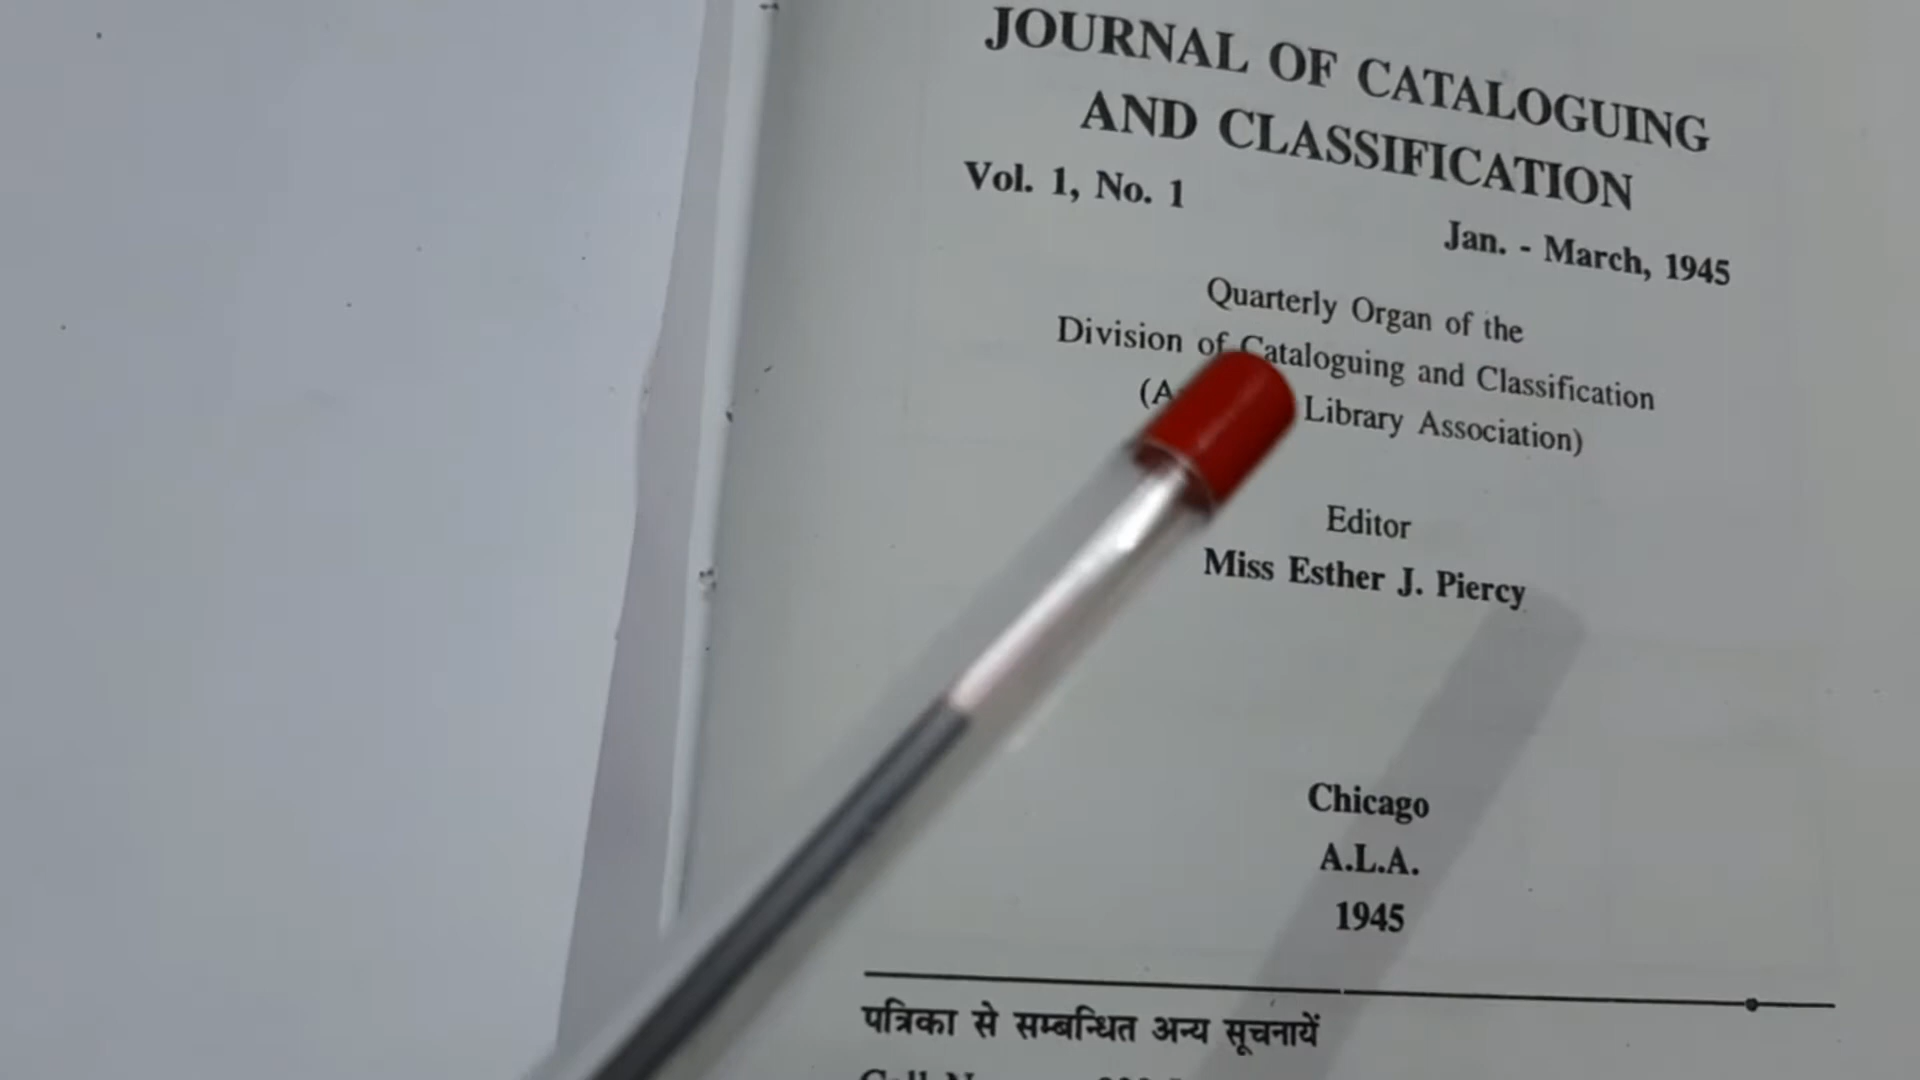 JOURNAL OF CATALOGUING
AND CLASSIFICATION
Vol. 1, No. 1
Jan. - March, 1945
Quarterly Organ of the
Division of Cataloguing and Classification
Library Association)
Editor
Miss Esther J. Piercy
Chicago
A.L.A.
1945
पत्रिका से सम्बन्धित अन्य सूचनायें